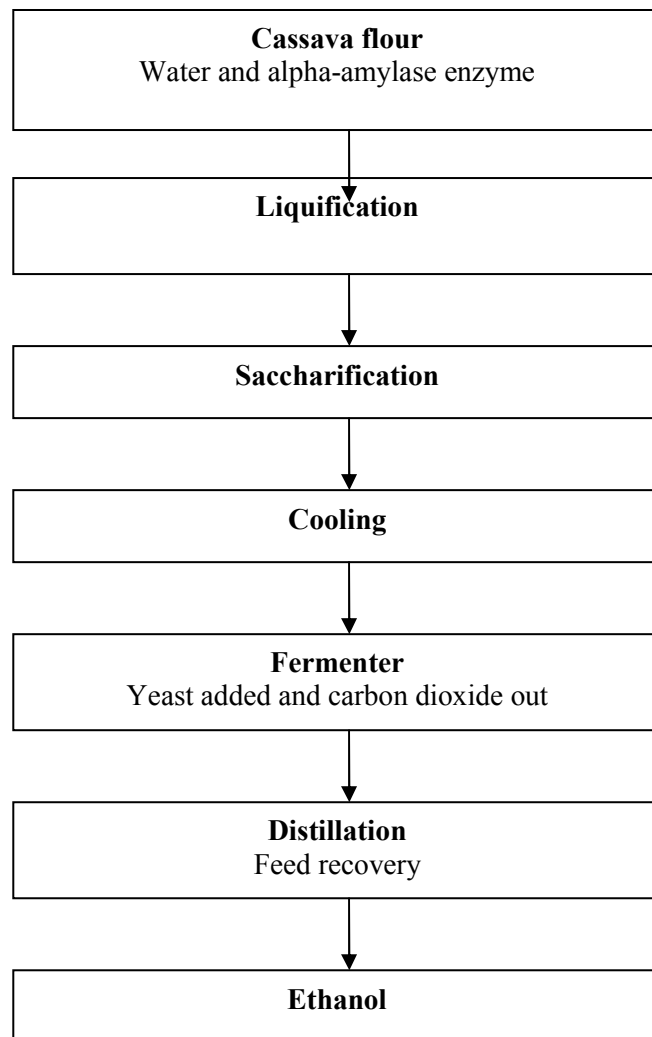 Cassava flour
Water and alpha-amylase enzyme
Liquification
Saccharification
Cooling
Fermenter
Yeast added and carbon dioxide out
Distillation
Feed recovery
Ethanol